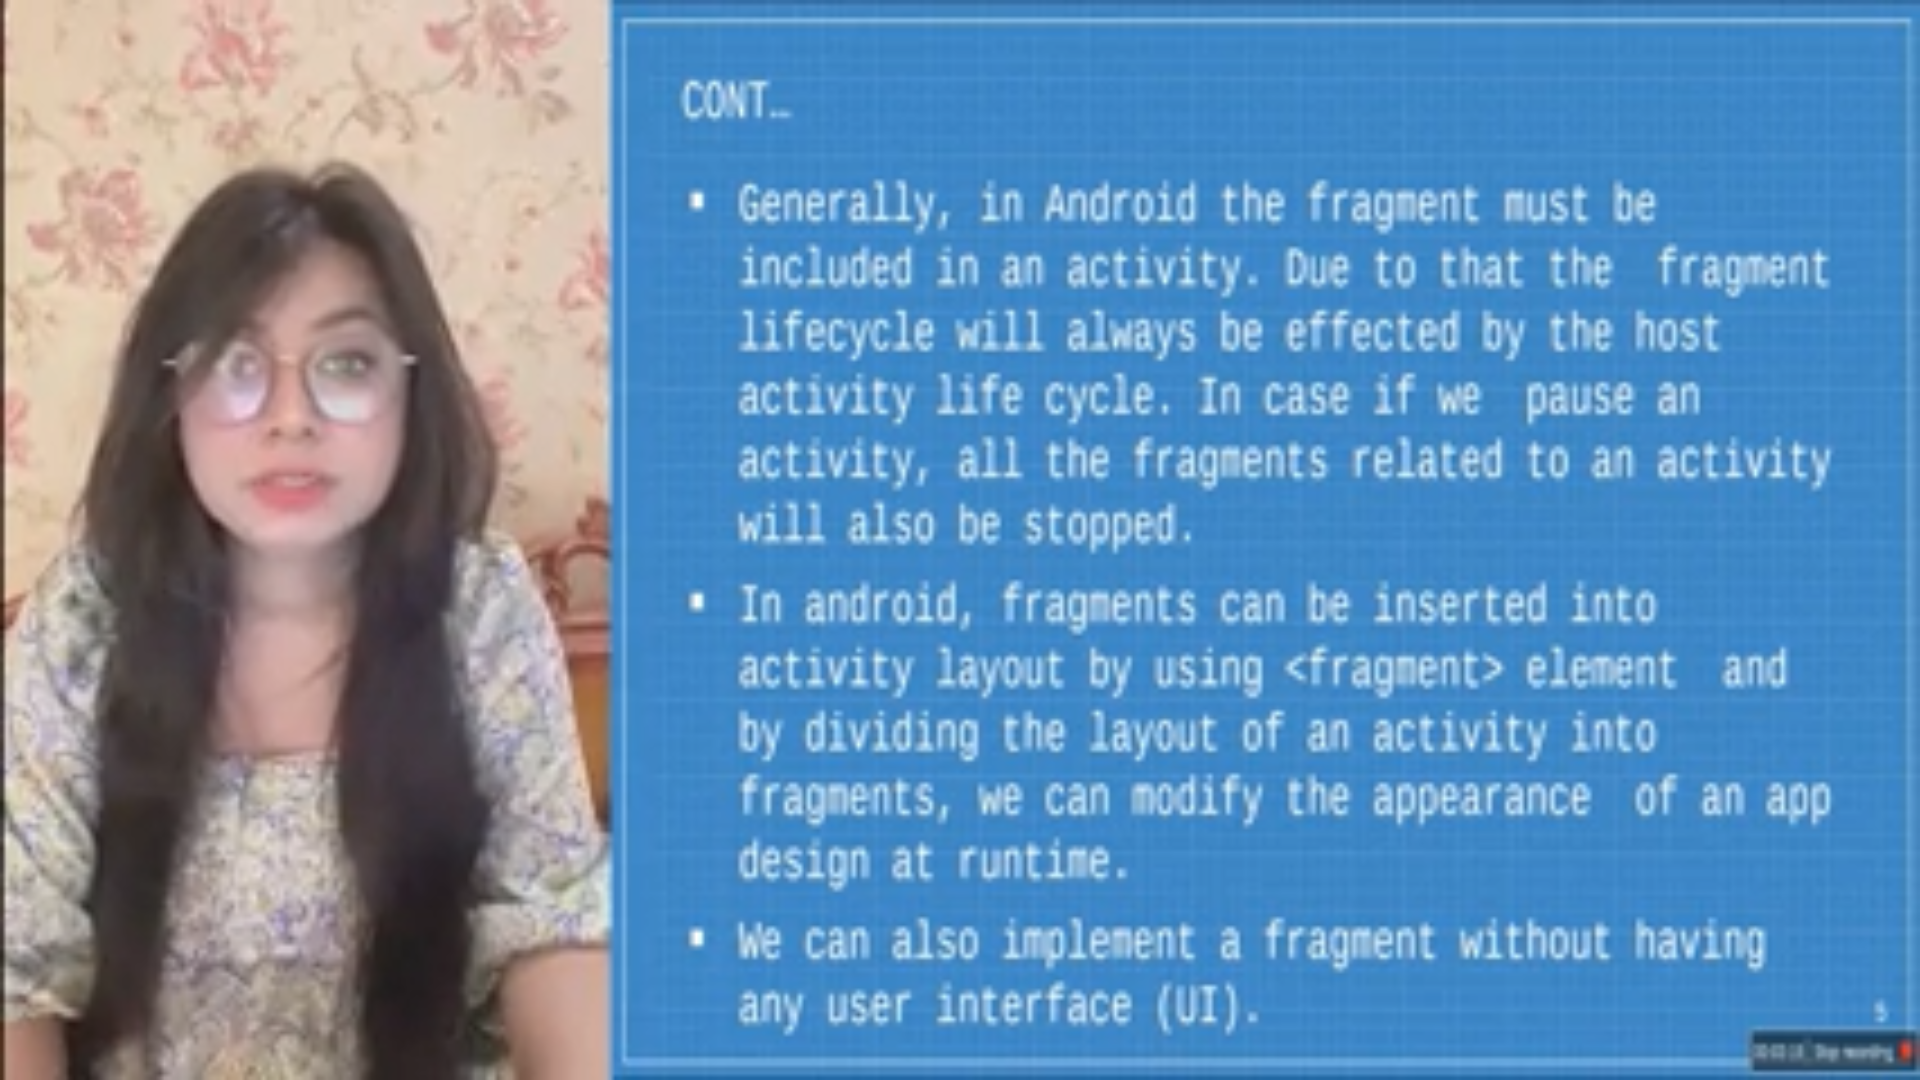 CONT…
▪ Generally, in Android the fragment must be
included in an activity. Due to that the fragment
lifecycle will always be effected by the host
activity life cycle. In case if we pause an
activity, all the fragments related to an activity
will also be stopped.
▪ In android, fragments can be inserted into
activity layout by using <fragment> element and
by dividing the layout of an activity into
fragments, we can modify the appearance of an app
design at runtime.
▪ We can also implement a fragment without having
any user interface (UI).
5
Stop recording